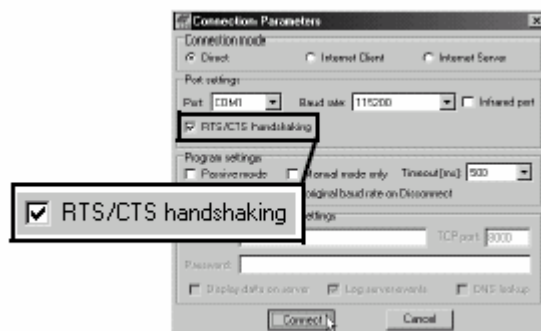 Connection Parameters
Connection mode
Direct
Internet Client
Internet Server
Port settings
Port: COM1
Baud rate: 115200
Infrared port
RTS/CTS handshaking
Program settings
Passive mode
Manual mode only
Timeout [ms]: 500
original baud rate on Disconnect
RTS/CTS handshaking
settings
TCP port: 8000
Password:
Display data on server
Log server events
DNS lookup
Connect
Cancel